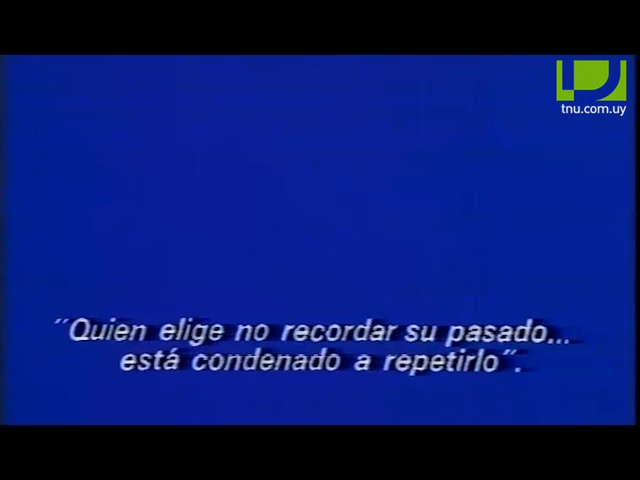 tnu.com.uy
"Quien elige no recordar su pasado...
está condenado a repetirlo".